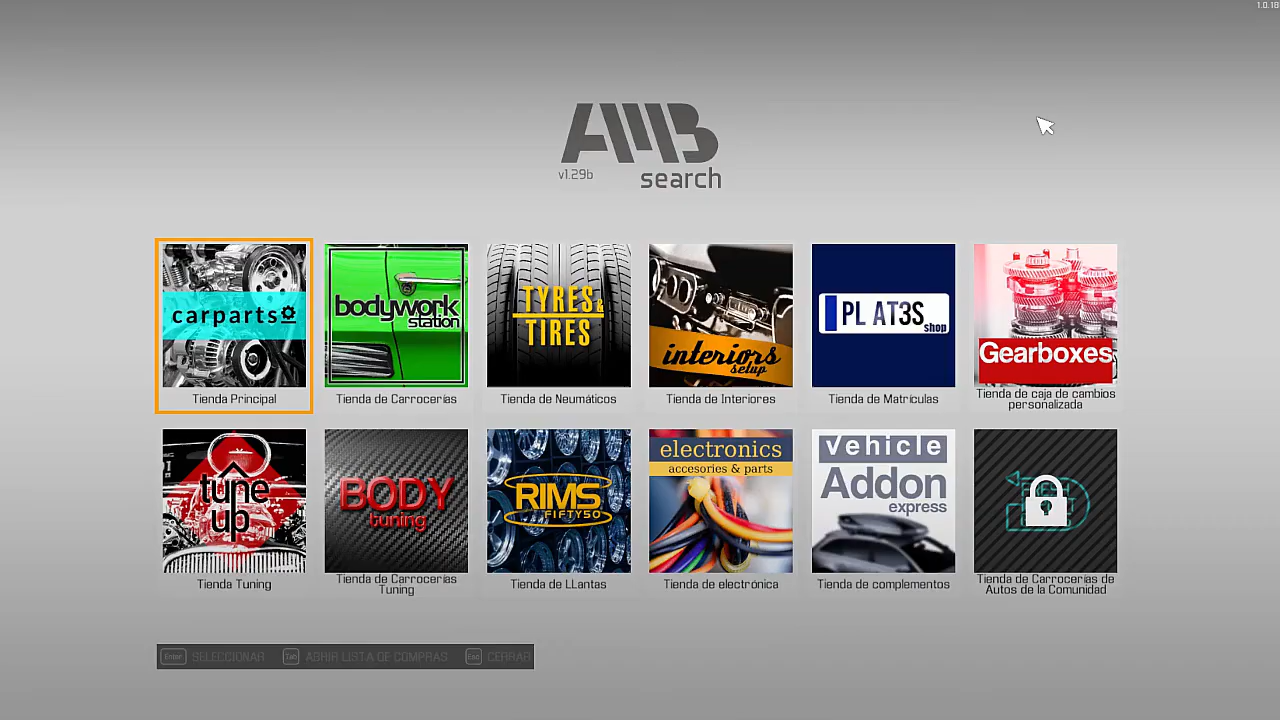 1.0.18
AMB
v1.29b
search
carparts
bodywork
station
TYRES&
TIRES
interiors
setup
PL AT3S
shop
Gearboxes
Tienda Principal
Tienda de Carrocerías
Tienda de Neumáticos
Tienda de Interiores
Tienda de Matrículas
Tienda de caja de cambios
personalizada
tune
up
BODY
tuning
RIMS
FIFTY50
electronics
accesories & parts
vehicle
Addon
express
Tienda Tuning
Tienda de Carrocerías
Tuning
Tienda de LLantas
Tienda de electrónica
Tienda de complementos
Tienda de Carrocerías de
Autos de la Comunidad
Enter SELECCIONAR Tab ABRIR LISTA DE COMPRAS Esc CERRAR